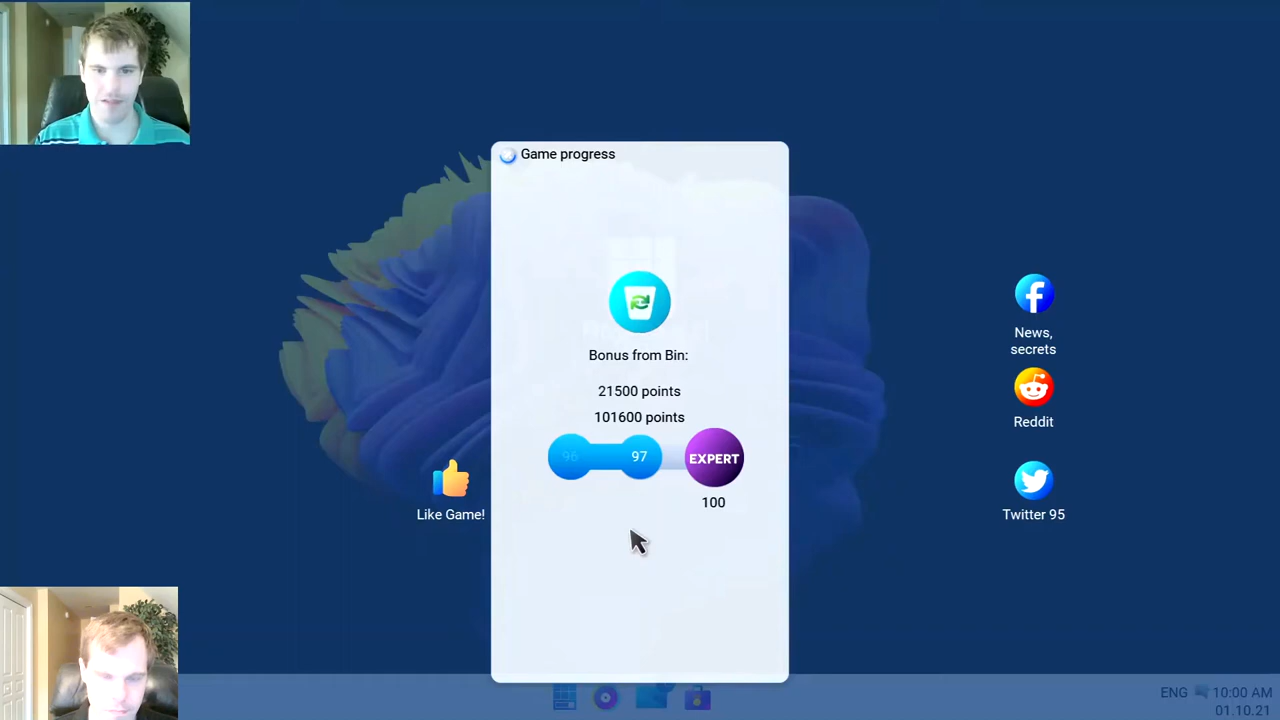 Game progress
Bonus from Bin:
21500 points
101600 points
96
97
EXPERT
100
Like Game!
News,
secrets
Reddit
Twitter 95
ENG
10:00 AM
01.10.21